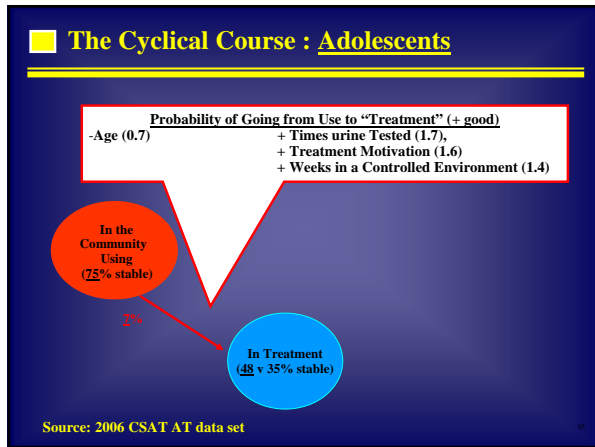 The Cyclical Course : Adolescents
Probability of Going from Use to “Treatment” (+ good)
-Age (0.7)
+ Times urine Tested (1.7),
+ Treatment Motivation (1.6)
+ Weeks in a Controlled Environment (1.4)
In the
Community
Using
(75% stable)
7%
In Treatment
(48 v 35% stable)
Source: 2006 CSAT AT data set